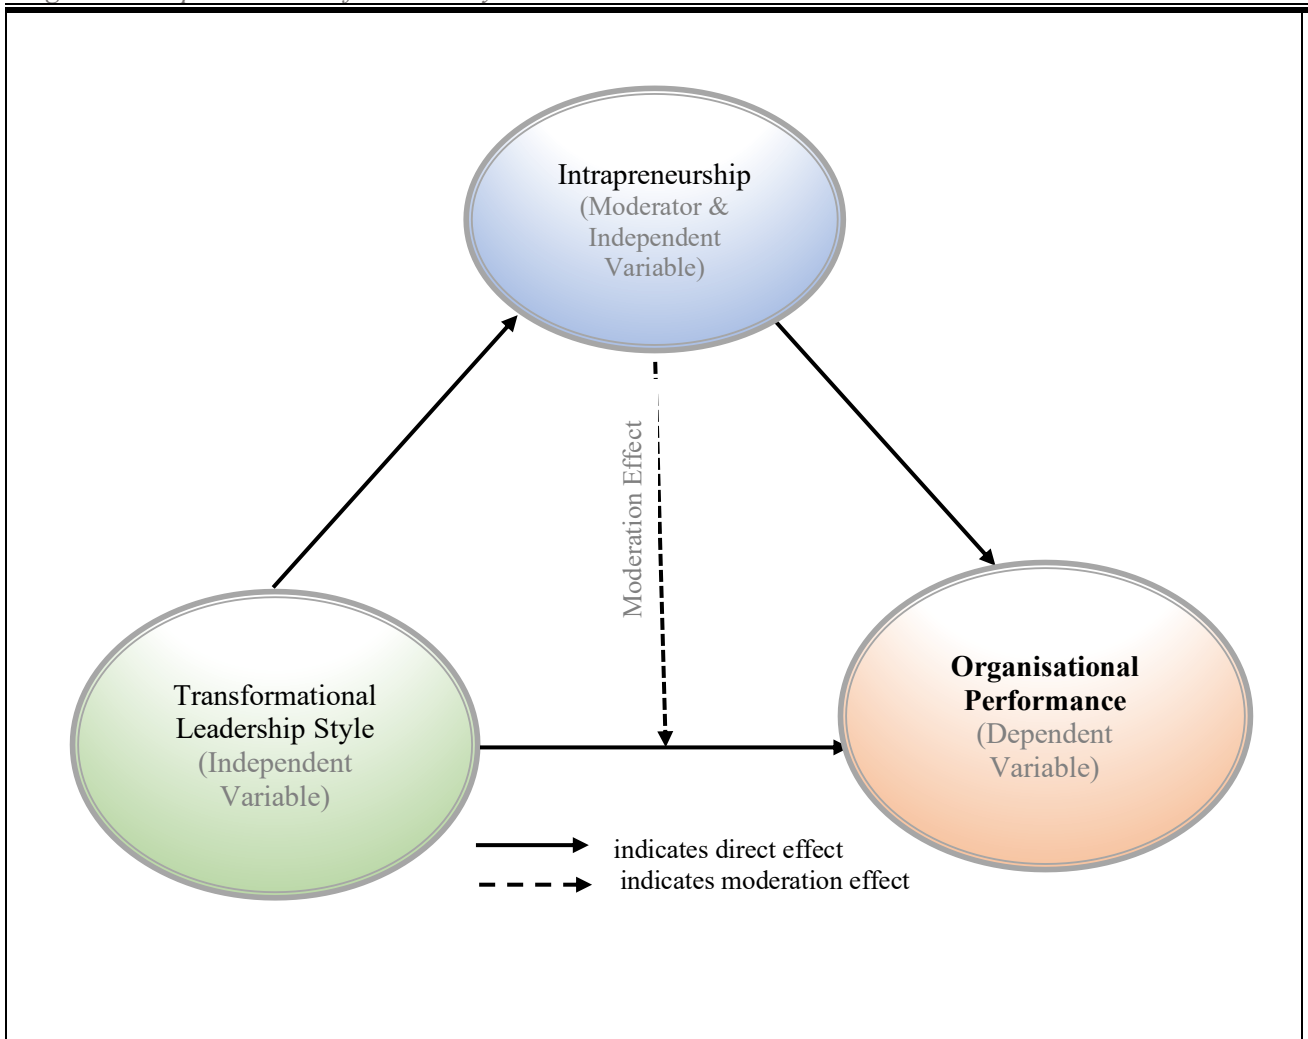 Intrapreneurship
(Moderator &
Independent
Variable)
Moderation Effect
Transformational
Leadership Style
(Independent
Variable)
Organisational
Performance
(Dependent
Variable)
indicates direct effect
indicates moderation effect